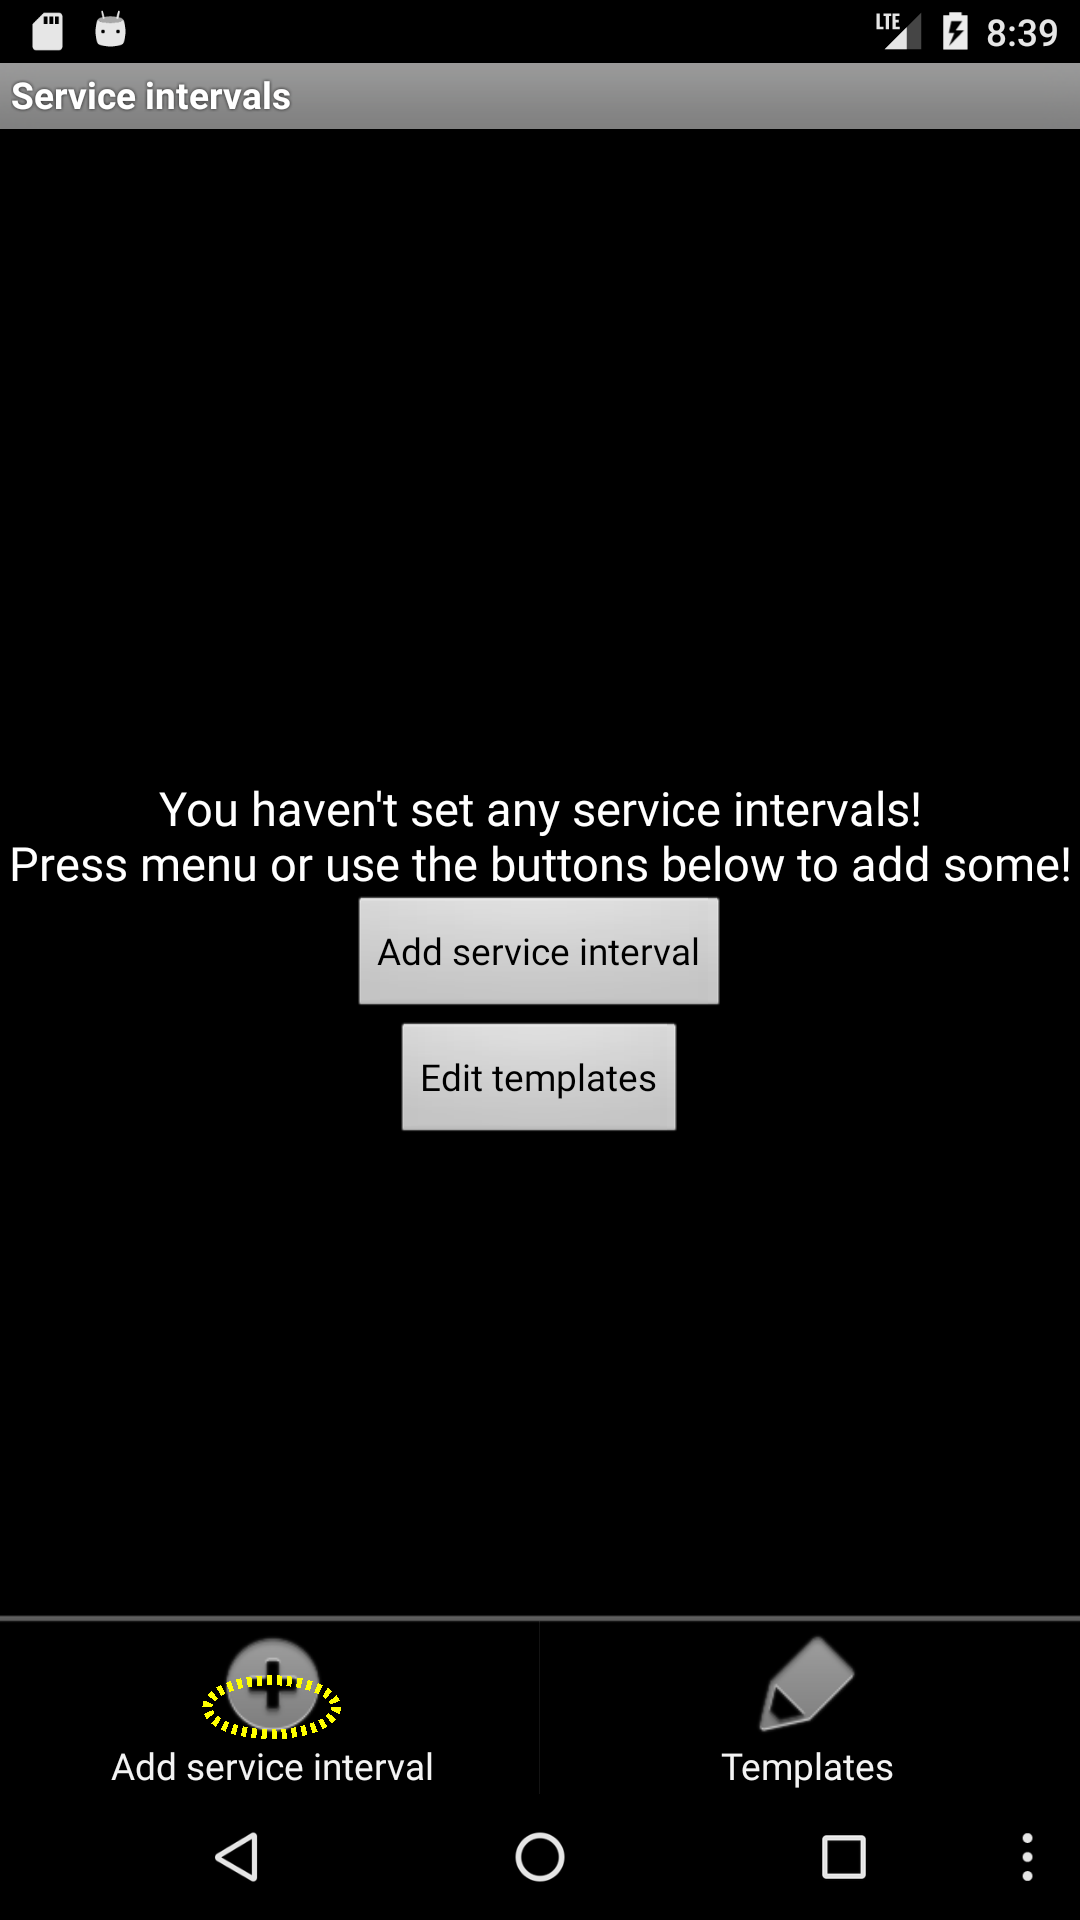 LTE 8:39
Service intervals
You haven't set any service intervals!
Press menu or use the buttons below to add some!
Add service interval
Edit templates
Add service interval
Templates